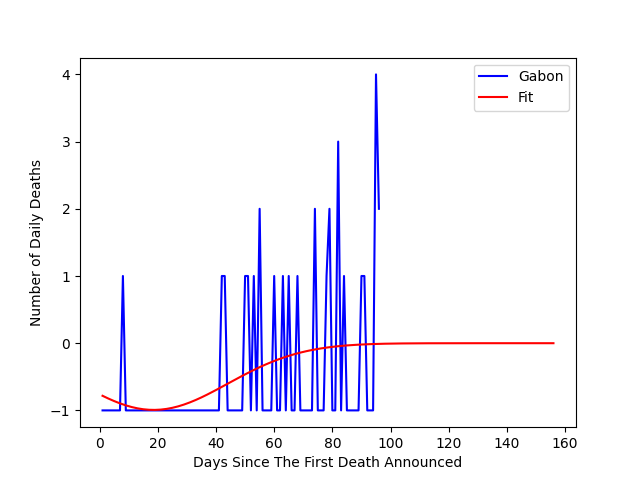 Gabon
Fit
4
3
2
1
0
−1
Number of Daily Deaths
0 20 40 60 80 100 120 140 160
Days Since The First Death Announced